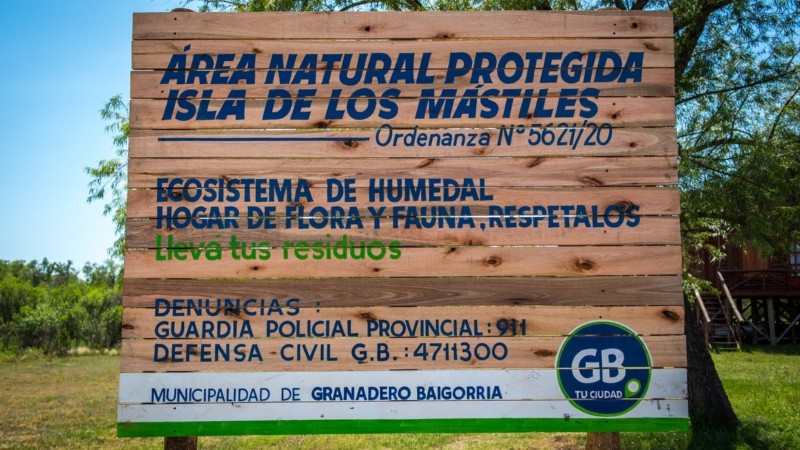 ÁREA NATURAL PROTEGIDA
ISLA DE LOS MÁSTILES
Ordenanza N° 5621/20
ECOSISTEMA DE HUMEDAL
HOGAR DE FLORA Y FAUNA, RESPETALOS
Lleva tus residuos
DENUNCIAS :
GUARDIA POLICIAL PROVINCIAL: 911
DEFENSA CIVIL G.B.: 4711300
MUNICIPALIDAD DE GRANADERO BAIGORRIA
GB.
TU CIUDAD